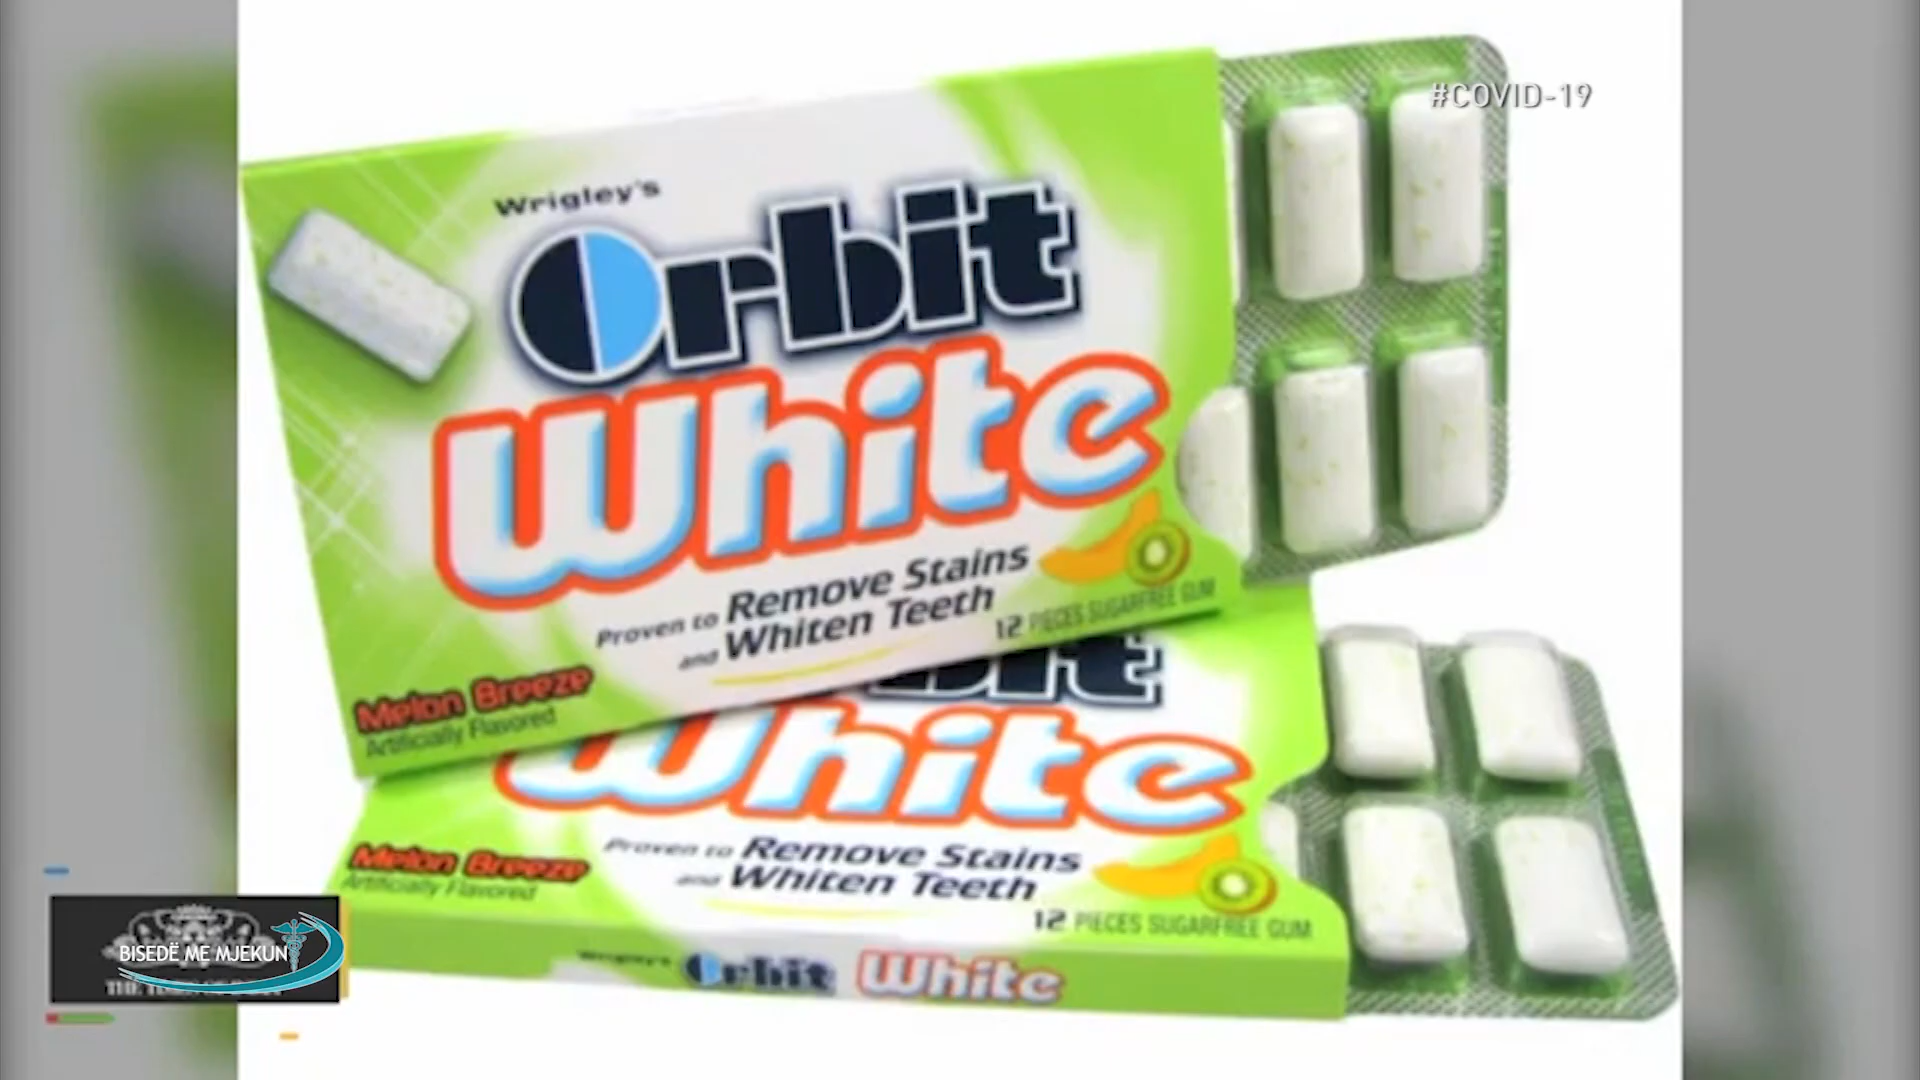 #COVID-19
Wrigley's
Orbit
White
Proven to Remove Stains
and Whiten Teeth
12 PIECES SUGARFREE GUM
Melon Breeze
Artificially Flavored
White
Proven to Remove Stains
and Whiten Teeth
12 PIECES SUGARFREE GUM
Melon Breeze
Artificially Flavored
Wrigley's Orbit White
BISEDË ME MJEKUN